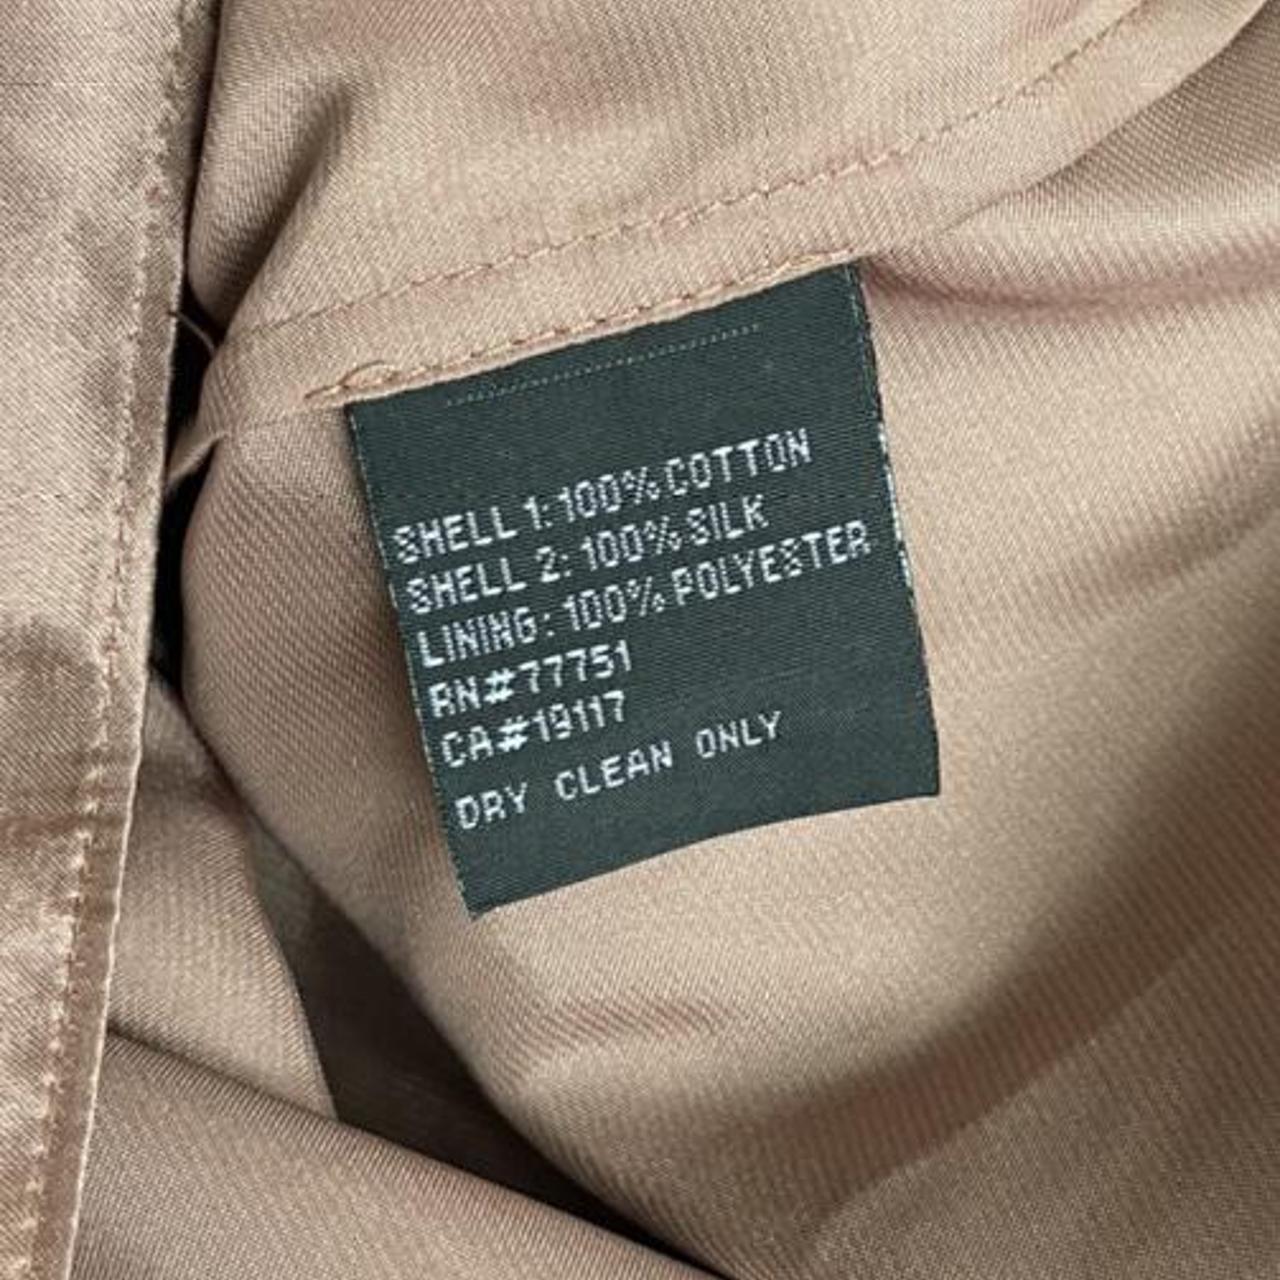 SHELL 1: 100% COTTON
SHELL 2: 100% SILK
LINING: 100% POLYESTER
RN#77751
CA#19117
DRY CLEAN ONLY